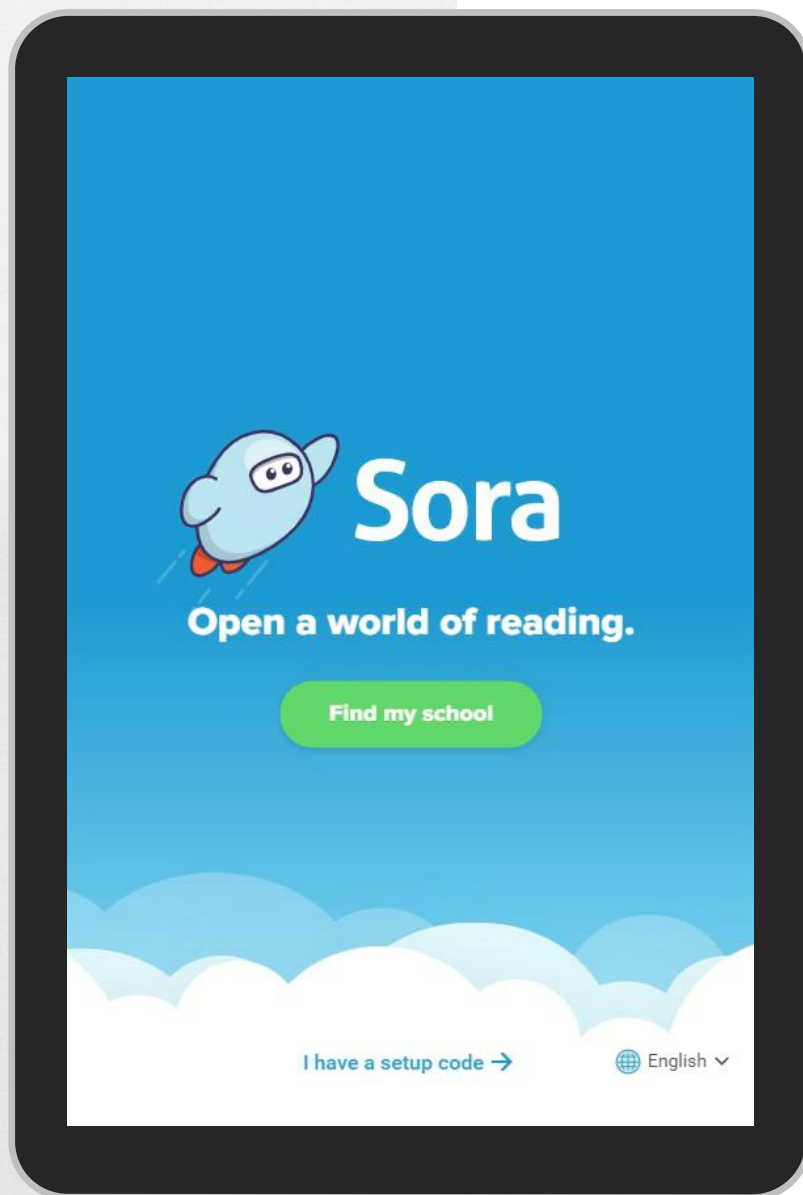 Sora
Open a world of reading.
Find my school
I have a setup code →
English